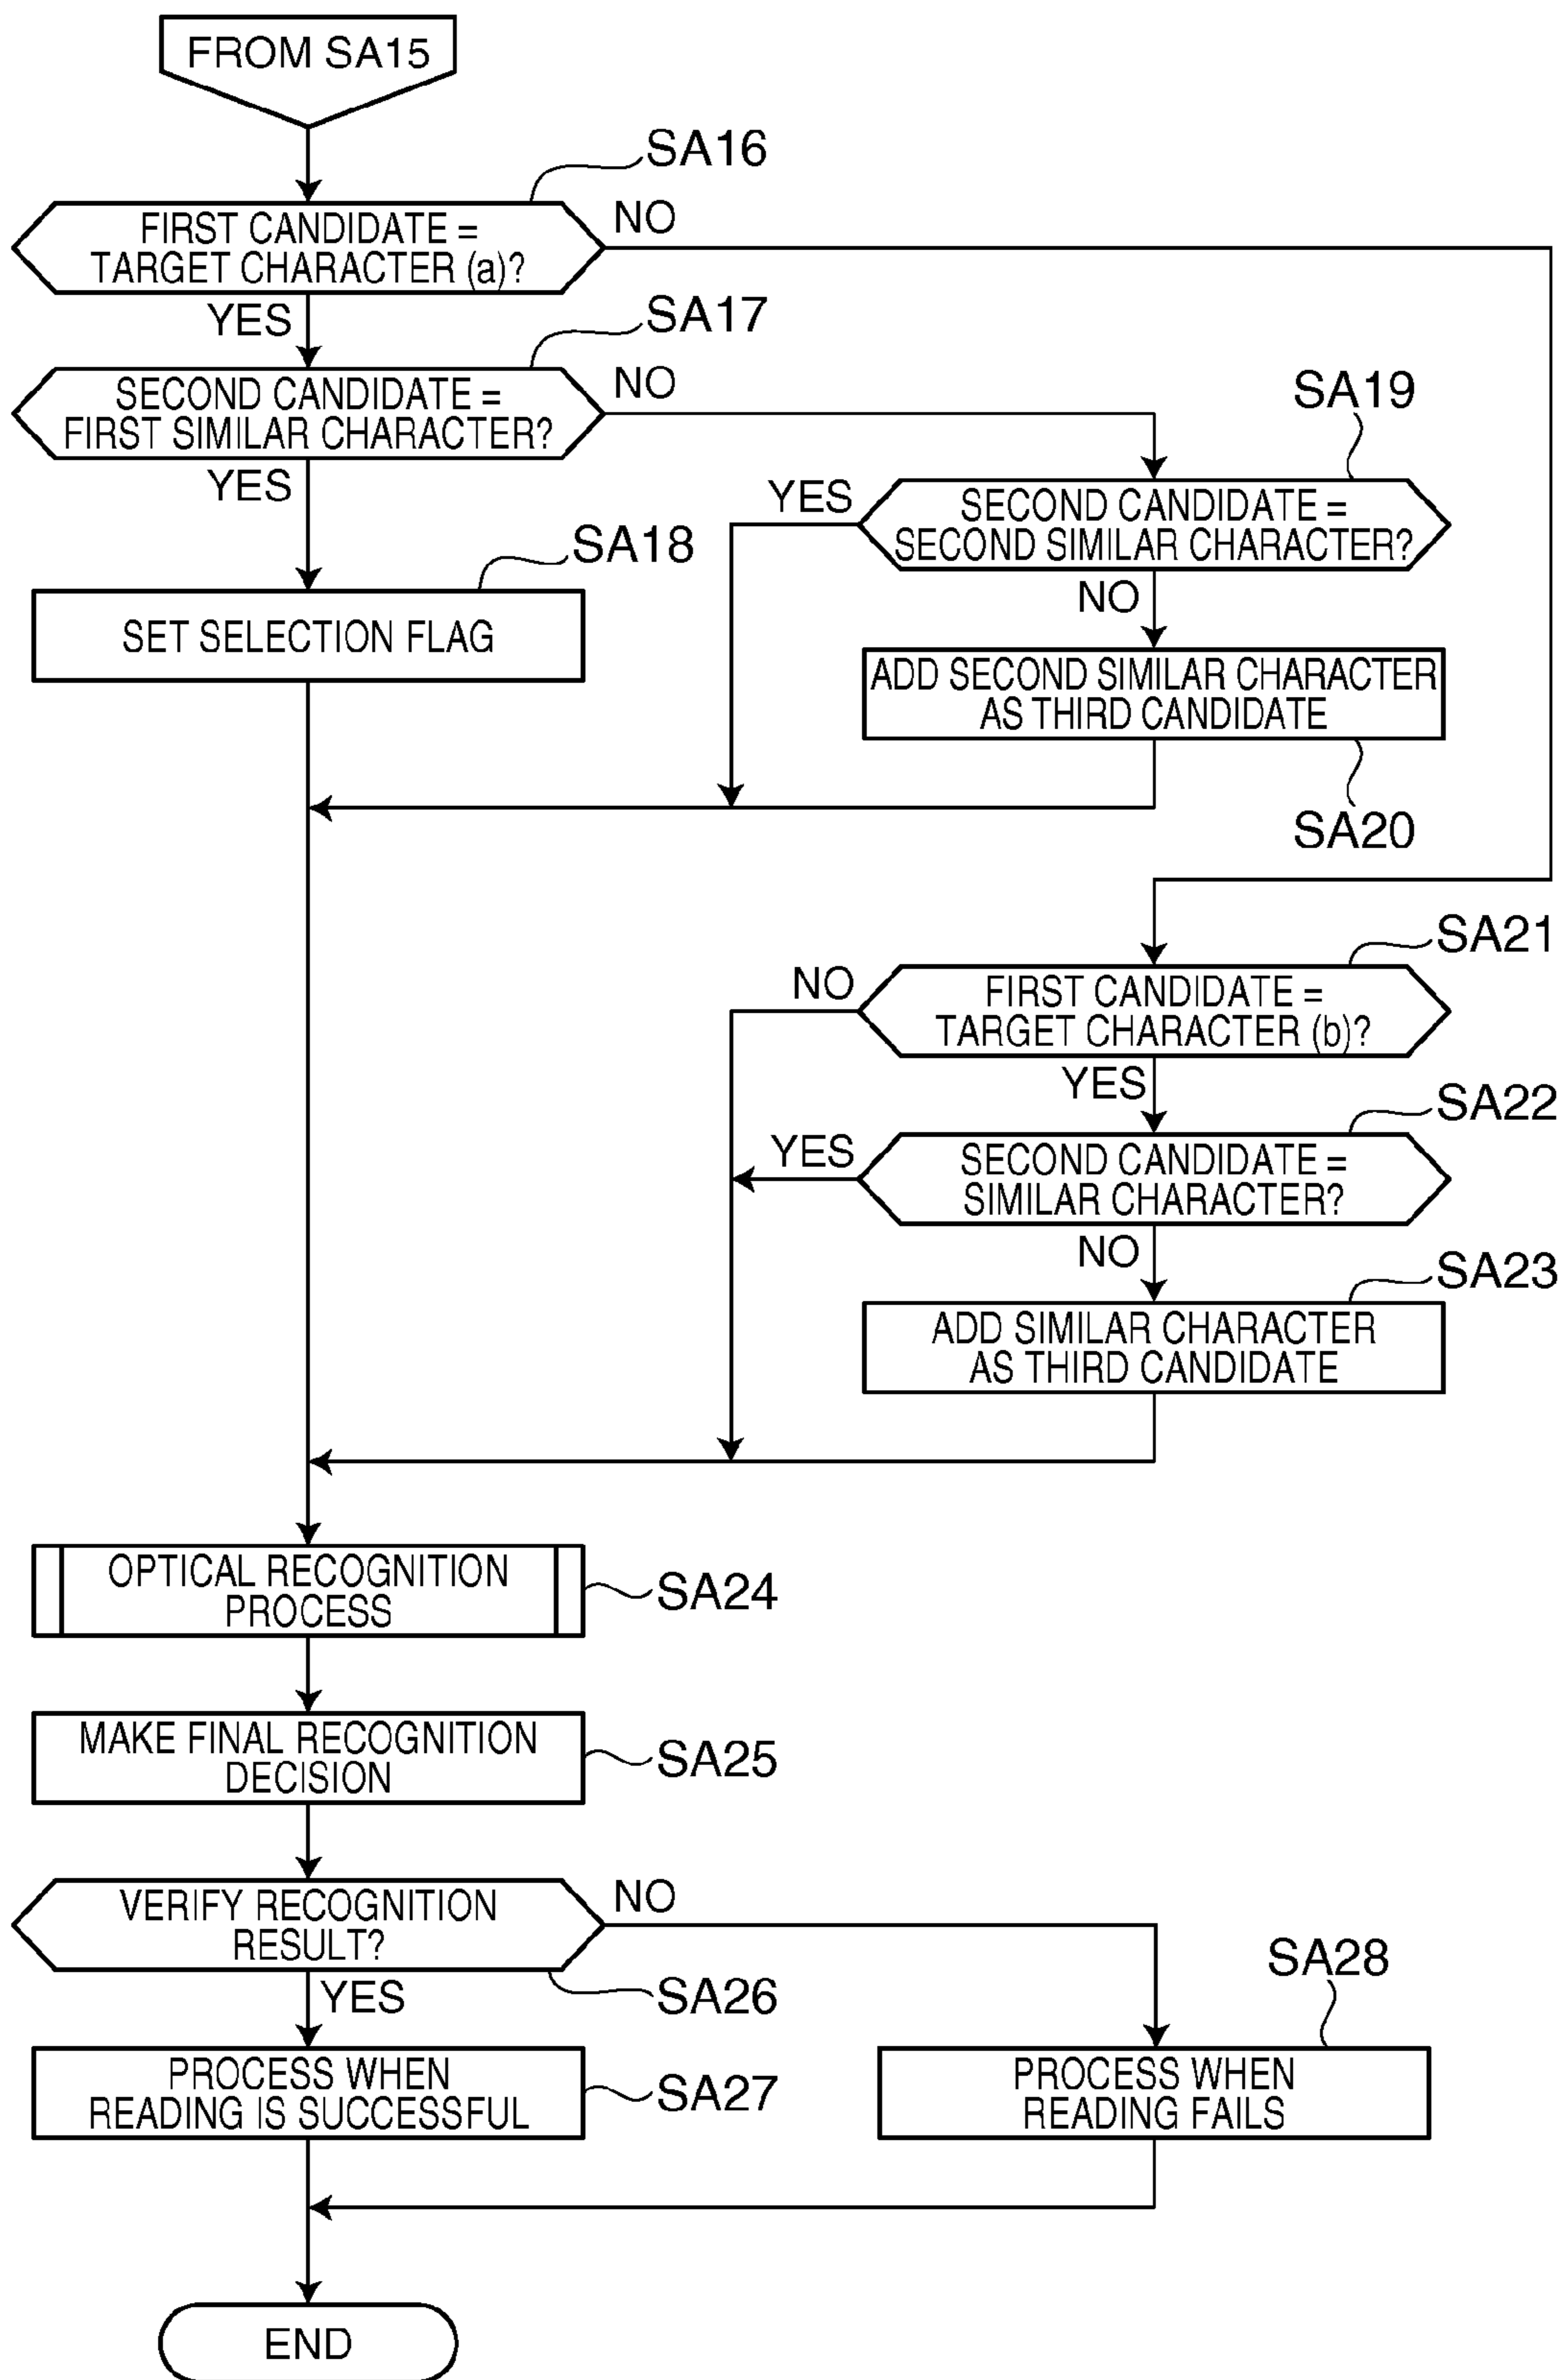 FROM SA15
SA16
FIRST CANDIDATE =
TARGET CHARACTER (a)?
NO
YES
SA17
SECOND CANDIDATE =
FIRST SIMILAR CHARACTER?
NO
YES
SA18
SET SELECTION FLAG
SA19
SECOND CANDIDATE =
SECOND SIMILAR CHARACTER?
YES
NO
ADD SECOND SIMILAR CHARACTER
AS THIRD CANDIDATE
SA20
SA21
FIRST CANDIDATE =
TARGET CHARACTER (b)?
NO
YES
SA22
SECOND CANDIDATE =
SIMILAR CHARACTER?
YES
NO
SA23
ADD SIMILAR CHARACTER
AS THIRD CANDIDATE
OPTICAL RECOGNITION
PROCESS
SA24
MAKE FINAL RECOGNITION
DECISION
SA25
VERIFY RECOGNITION
RESULT?
NO
YES
SA26
SA28
PROCESS WHEN
READING IS SUCCESSFUL
SA27
PROCESS WHEN
READING FAILS
END